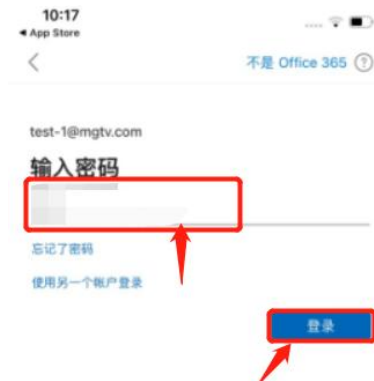 10:17
◀ App Store
不是 Office 365 ?
test-1@mgtv.com
输入密码
忘记了密码
使用另一个帐户登录
登录